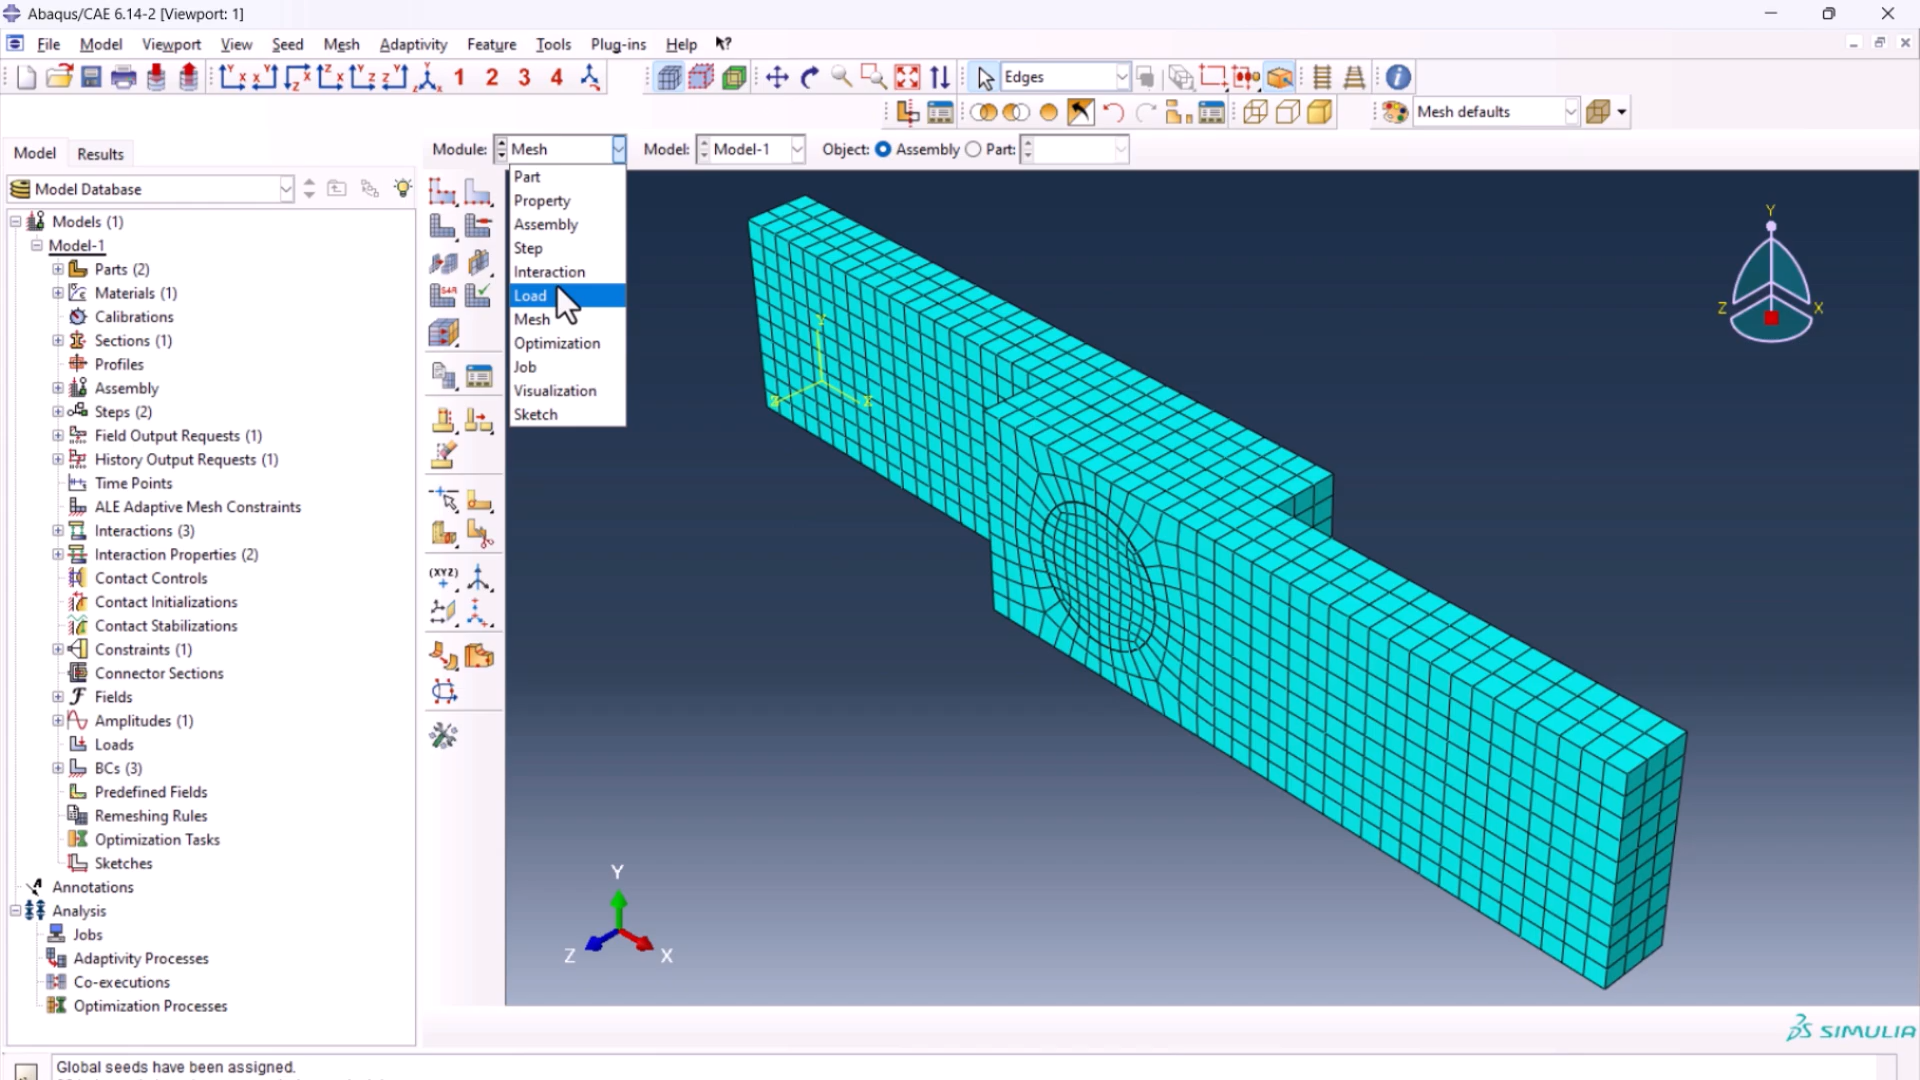 Abaqus/CAE 6.14-2 [Viewport: 1]
File Model Viewport View Seed Mesh Adaptivity Feature Tools Plug-ins Help
1 2 3 4 Edges
Mesh defaults
Model Results
Module: Mesh Model: Model-1 Object: Assembly Part:
Model Database
Part
Property
Assembly
Step
Interaction
Load
Mesh
Optimization
Job
Visualization
Sketch
Models (1)
Model-1
Parts (2)
Materials (1)
Calibrations
Sections (1)
Profiles
Assembly
Steps (2)
Field Output Requests (1)
History Output Requests (1)
Time Points
ALE Adaptive Mesh Constraints
Interactions (3)
Interaction Properties (2)
Contact Controls
Contact Initializations
Contact Stabilizations
Constraints (1)
Connector Sections
Fields
Amplitudes (1)
Loads
BCs (3)
Predefined Fields
Remeshing Rules
Optimization Tasks
Sketches
Annotations
Analysis
Jobs
Adaptivity Processes
Co-executions
Optimization Processes
(XYZ)
Y
Z X
Y
Z X
Y
Z X
SIMULIA
Global seeds have been assigned.